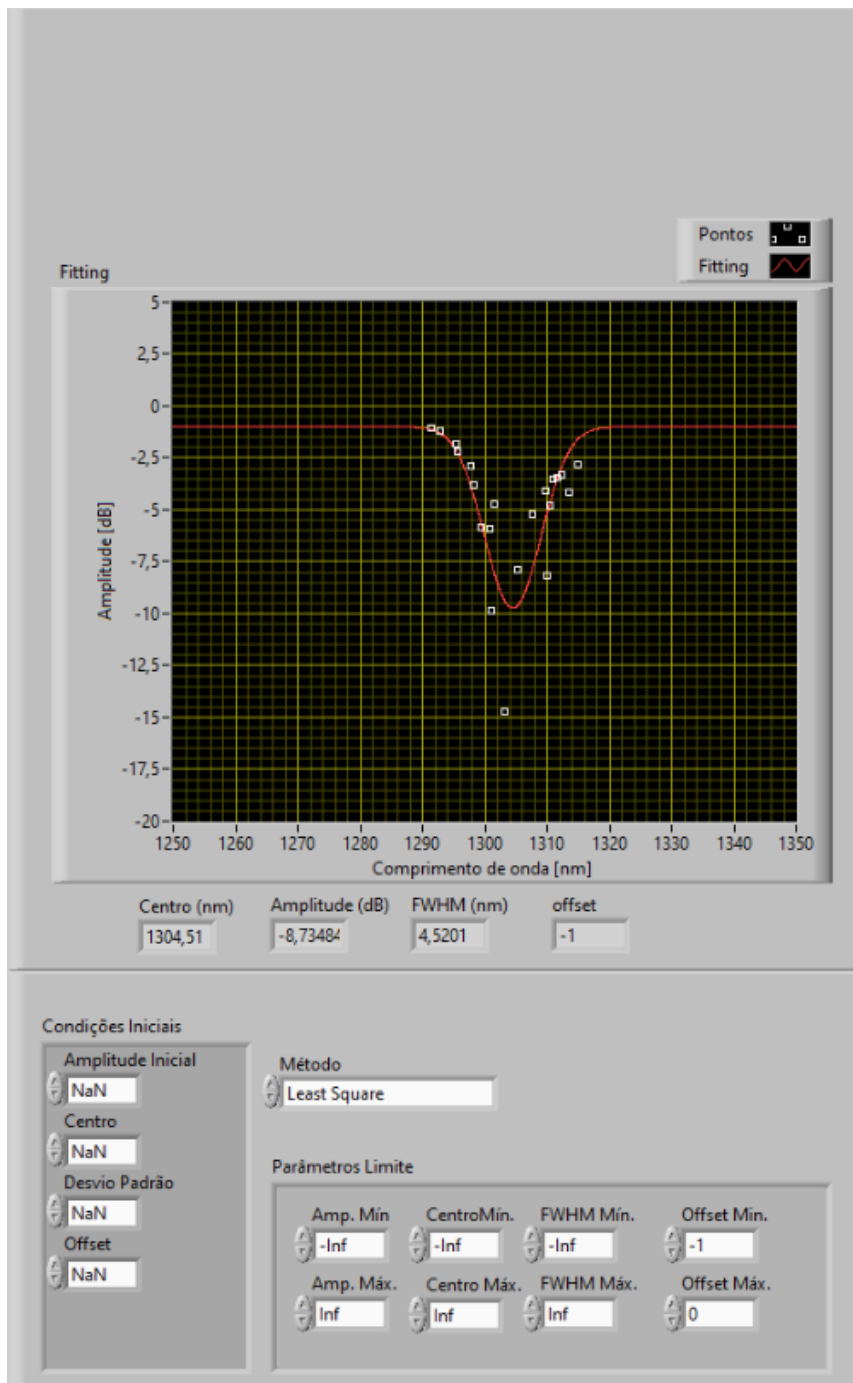 Pontos
Fitting
Fitting
5
2,5
0
-2,5
-5
-7,5
-10
-12,5
-15
-17,5
-20
Amplitude [dB]
1250 1260 1270 1280 1290 1300 1310 1320 1330 1340 1350
Comprimento de onda [nm]
Centro (nm) Amplitude (dB) FWHM (nm) offset
1304,51 -8,73484 4,5201 -1
Condições Iniciais
Amplitude Inicial
NaN
Centro
NaN
Desvio Padrão
NaN
Offset
NaN
Método
Least Square
Parâmetros Limite
Amp. Mín CentroMín. FWHM Mín. Offset Min.
-Inf -Inf -Inf -1
Amp. Máx. Centro Máx. FWHM Máx. Offset Máx.
Inf Inf Inf 0